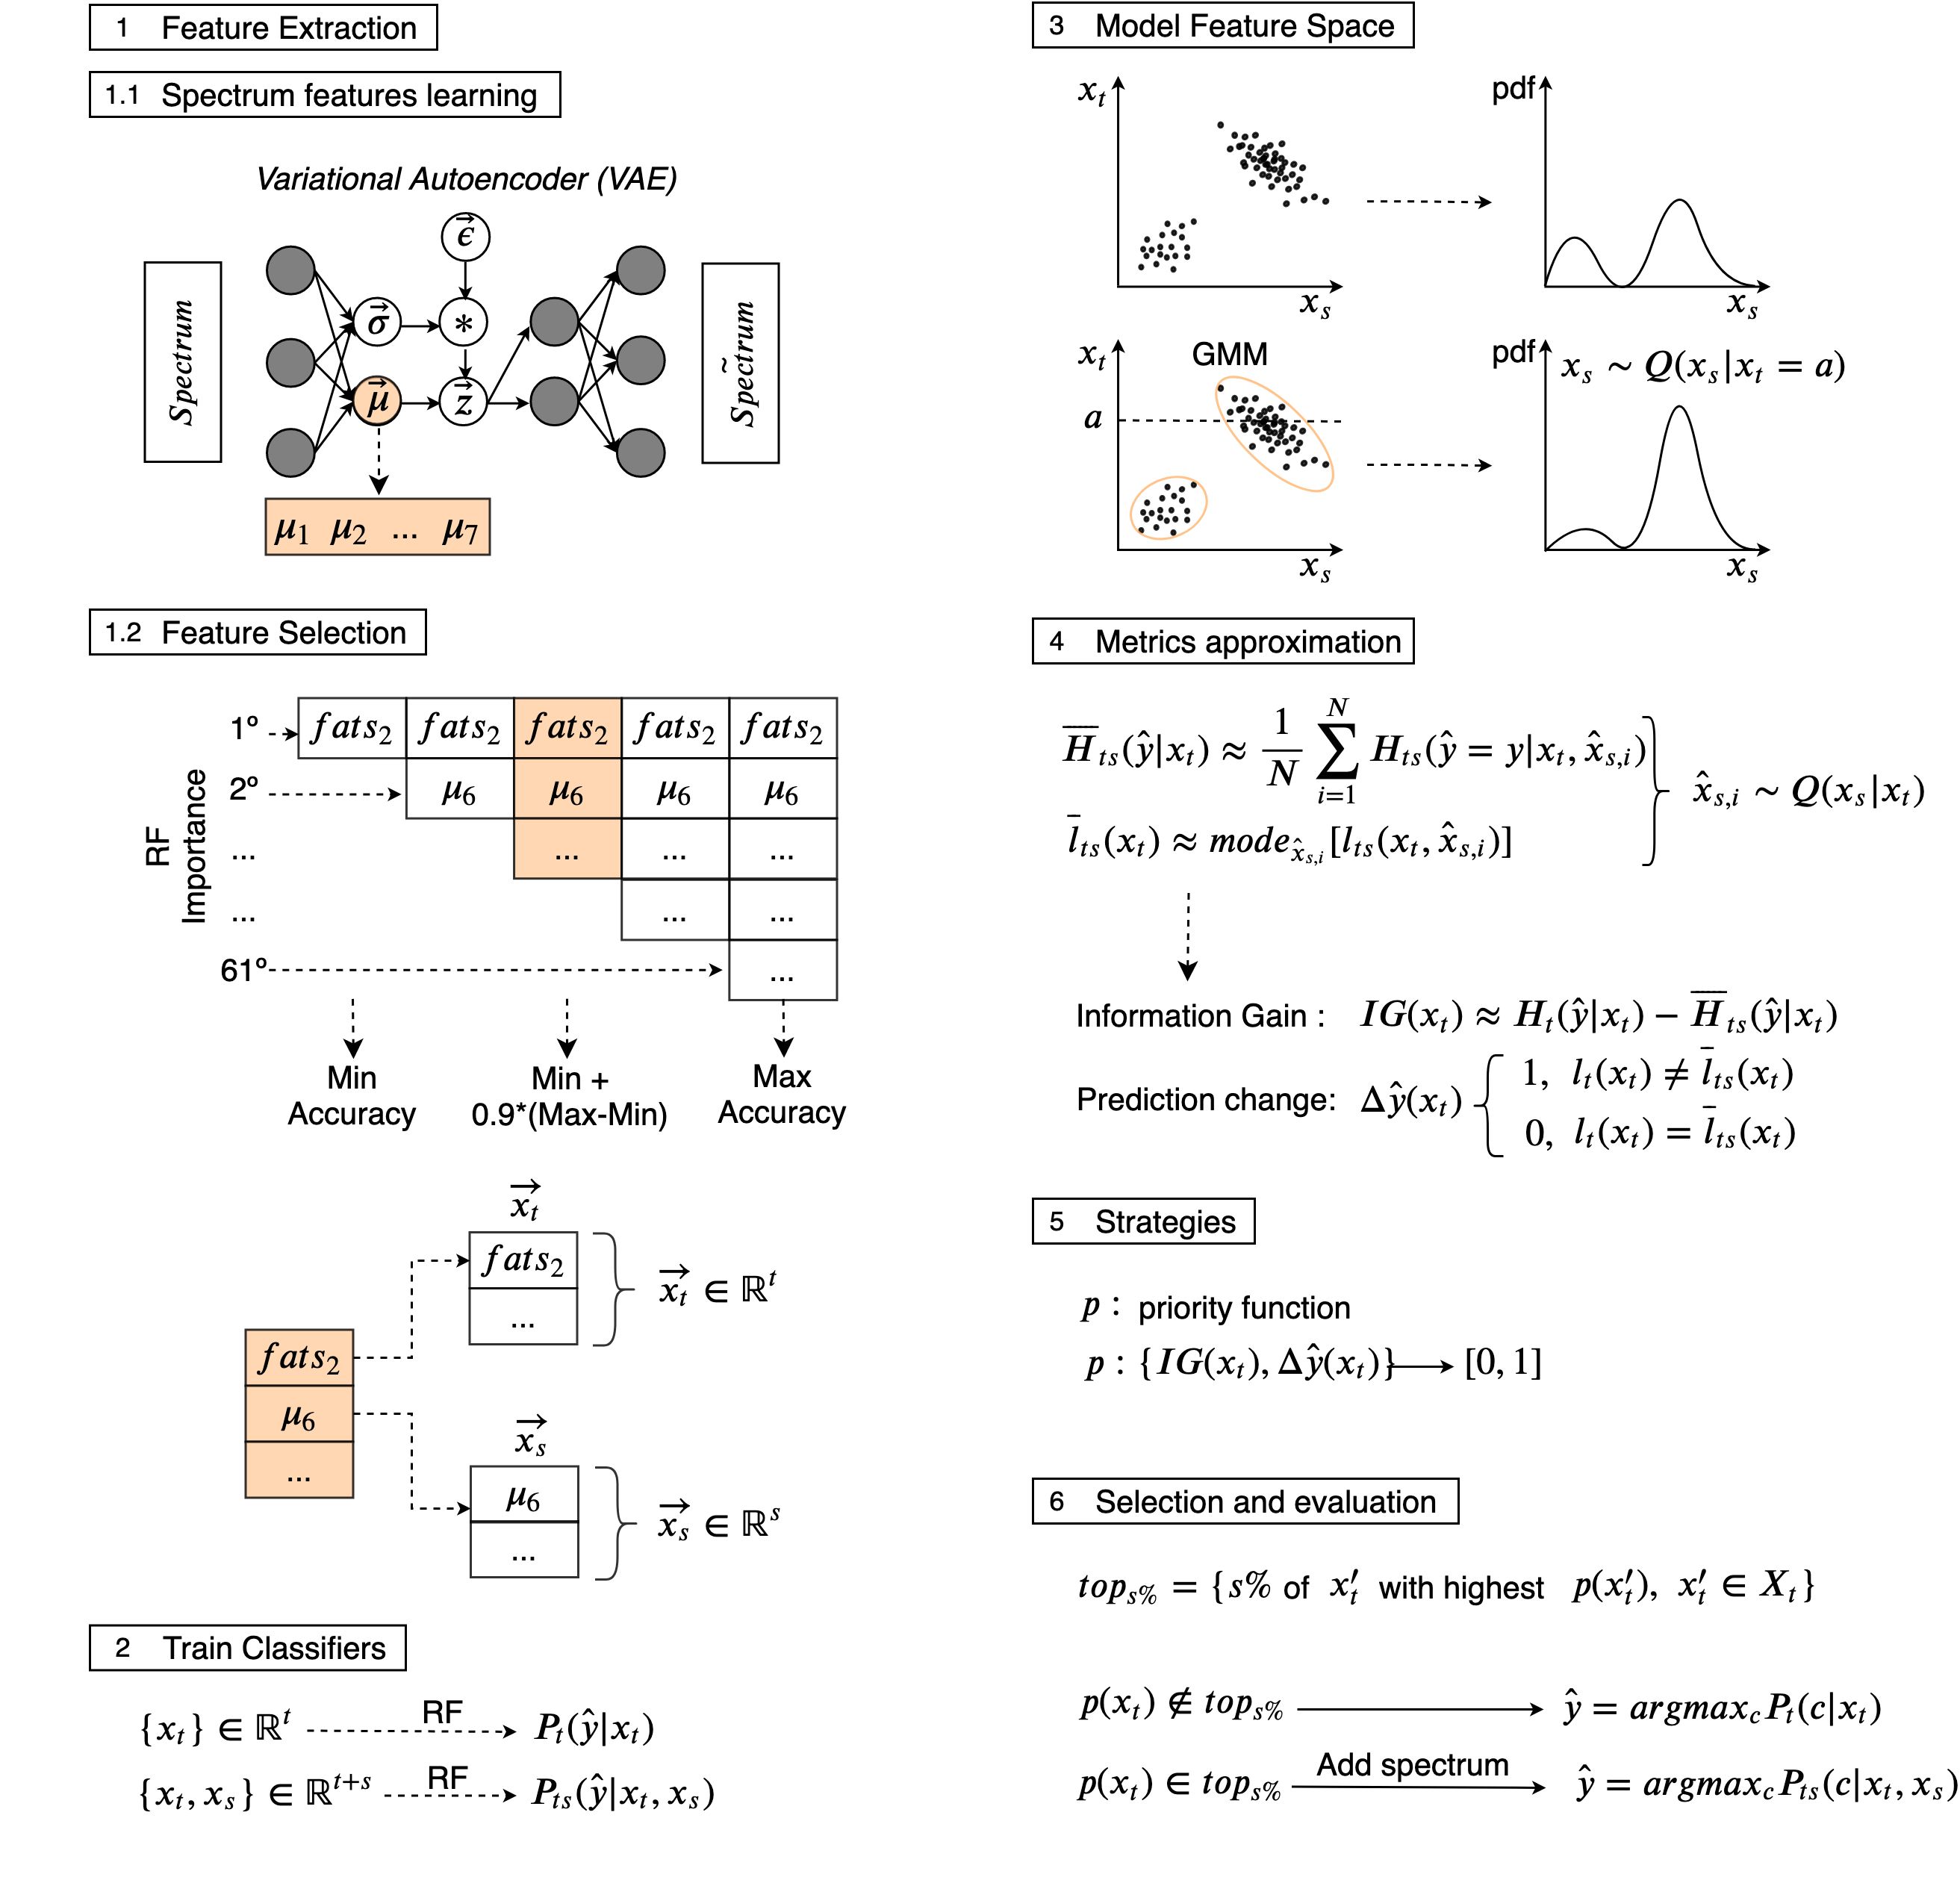 1 Feature Extraction
1.1 Spectrum features learning
Variational Autoencoder (VAE)
Spectrum
$\vec{\epsilon}$
$\vec{\sigma}$ *
$\vec{\mu}$ $\vec{z}$
$Sp\tilde{e}ctrum$
$\mu_1$ $\mu_2$ ... $\mu_7$
1.2 Feature Selection
RF Importance
1º $fats_2$ $fats_2$ $fats_2$ $fats_2$ $fats_2$
2º $\mu_6$ $\mu_6$ $\mu_6$ $\mu_6$
... ... ... ...
... ... ...
61º ...
Min Accuracy
Min + 0.9*(Max-Min)
Max Accuracy
$fats_2$
$\mu_6$
...
$\vec{x_t}$
$fats_2$
...
$\vec{x_t} \in \mathbb{R}^t$
$\vec{x_s}$
$\mu_6$
...
$\vec{x_s} \in \mathbb{R}^s$
2 Train Classifiers
$\{x_t\} \in \mathbb{R}^t$ RF $P_t(\hat{y}|x_t)$
$\{x_t, x_s\} \in \mathbb{R}^{t+s}$ RF $P_{ts}(\hat{y}|x_t, x_s)$
3 Model Feature Space
$x_t$
$x_s$
pdf
$x_s$
$x_t$ GMM
a
$x_s$
pdf $x_s \sim Q(x_s|x_t = a)$
$x_s$
4 Metrics approximation
$\overline{H}_{ts}(\hat{y}|x_t) \approx \frac{1}{N} \sum_{i=1}^{N} H_{ts}(\hat{y} = y|x_t, \hat{x}_{s,i})$
$\bar{l}_{ts}(x_t) \approx mode_{\hat{x}_{s,i}}[l_{ts}(x_t, \hat{x}_{s,i})]$
$\hat{x}_{s,i} \sim Q(x_s|x_t)$
Information Gain : $IG(x_t) \approx H_t(\hat{y}|x_t) - \overline{H}_{ts}(\hat{y}|x_t)$
Prediction change: $\Delta\hat{y}(x_t)$
$1, \; l_t(x_t) \neq \bar{l}_{ts}(x_t)$
$0, \; l_t(x_t) = \bar{l}_{ts}(x_t)$
5 Strategies
p : priority function
$p : \{IG(x_t), \Delta\hat{y}(x_t)\} \longrightarrow [0, 1]$
6 Selection and evaluation
$top_{s\%} = \{s\%$ of $x'_t$ with highest $p(x'_t), \; x'_t \in X_t\}$
$p(x_t) \notin top_{s\%} \longrightarrow \hat{y} = argmax_c P_t(c|x_t)$
Add spectrum
$p(x_t) \in top_{s\%} \longrightarrow \hat{y} = argmax_c P_{ts}(c|x_t, x_s)$